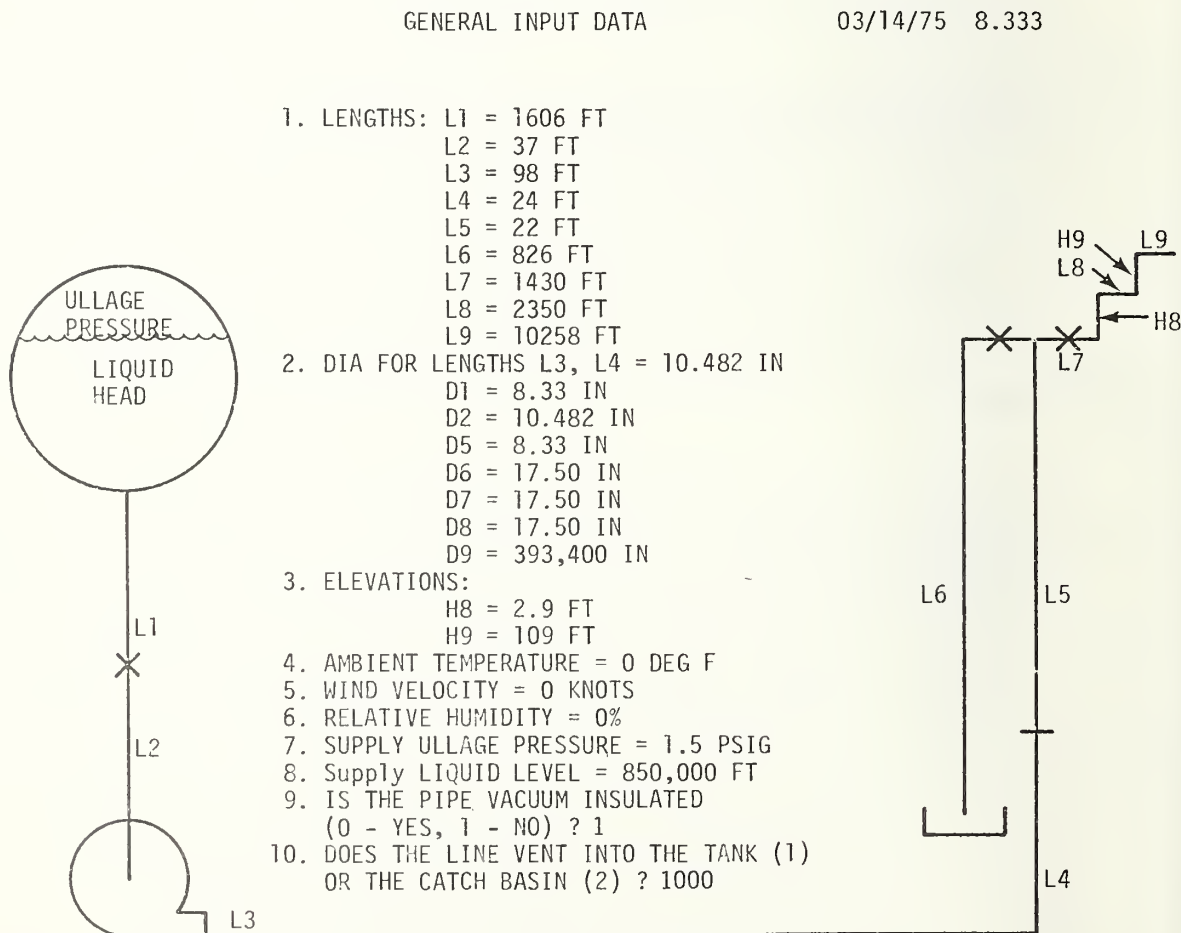 GENERAL INPUT DATA 03/14/75 8.333
1. LENGTHS: L1 = 1606 FT
L2 = 37 FT
L3 = 98 FT
L4 = 24 FT
L5 = 22 FT
L6 = 826 FT
L7 = 1430 FT
L8 = 2350 FT
L9 = 10258 FT
2. DIA FOR LENGTHS L3, L4 = 10.482 IN
D1 = 8.33 IN
D2 = 10.482 IN
D5 = 8.33 IN
D6 = 17.50 IN
D7 = 17.50 IN
D8 = 17.50 IN
D9 = 393,400 IN
3. ELEVATIONS:
H8 = 2.9 FT
H9 = 109 FT
4. AMBIENT TEMPERATURE = 0 DEG F
5. WIND VELOCITY = 0 KNOTS
6. RELATIVE HUMIDITY = 0%
7. SUPPLY ULLAGE PRESSURE = 1.5 PSIG
8. Supply LIQUID LEVEL = 850,000 FT
9. IS THE PIPE VACUUM INSULATED
(0 - YES, 1 - NO) ? 1
10. DOES THE LINE VENT INTO THE TANK (1)
OR THE CATCH BASIN (2) ? 1000
ULLAGE
PRESSURE
LIQUID
HEAD
L1
L2
L3
H9 L9
L8
H8
L7
L6 L5
L4